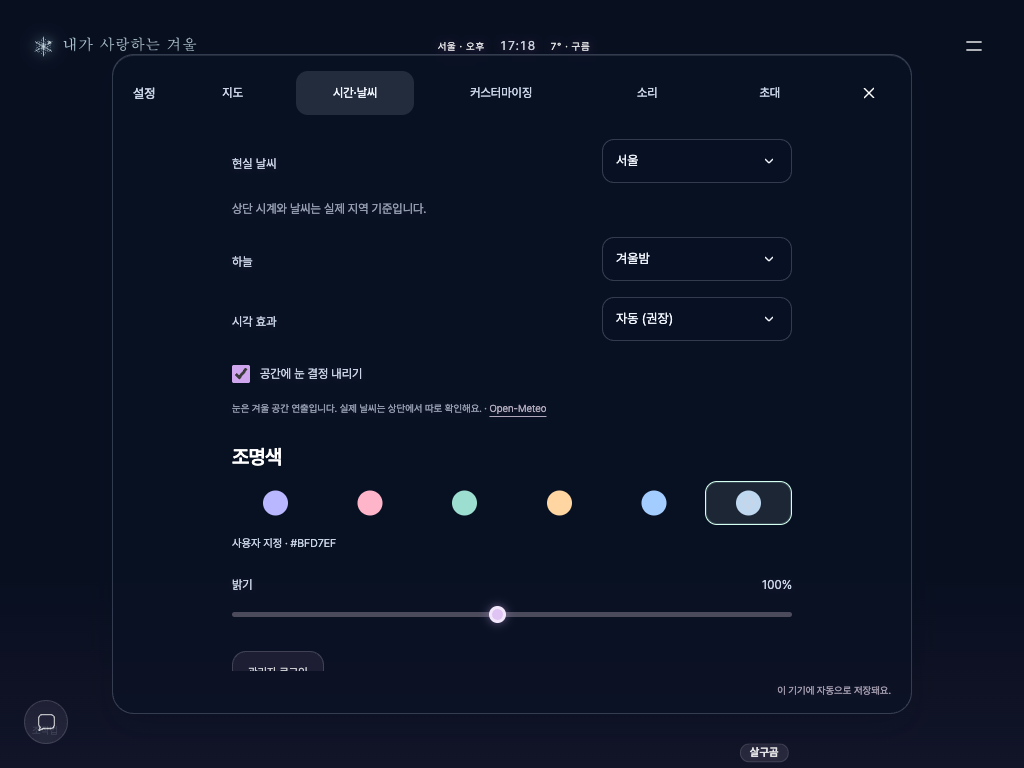 내가 사랑하는 겨울
서울 · 오후 17:18 7° · 구름
설정 지도 시간·날씨 커스터마이징 소리 초대
현실 날씨 서울
상단 시계와 날씨는 실제 지역 기준입니다.
하늘 겨울밤
시각 효과 자동 (권장)
공간에 눈 결정 내리기
눈은 겨울 공간 연출입니다. 실제 날씨는 상단에서 따로 확인해요. · Open-Meteo
조명색
사용자 지정 · #BFD7EF
밝기 100%
이 기기에 자동으로 저장돼요.
살구곰